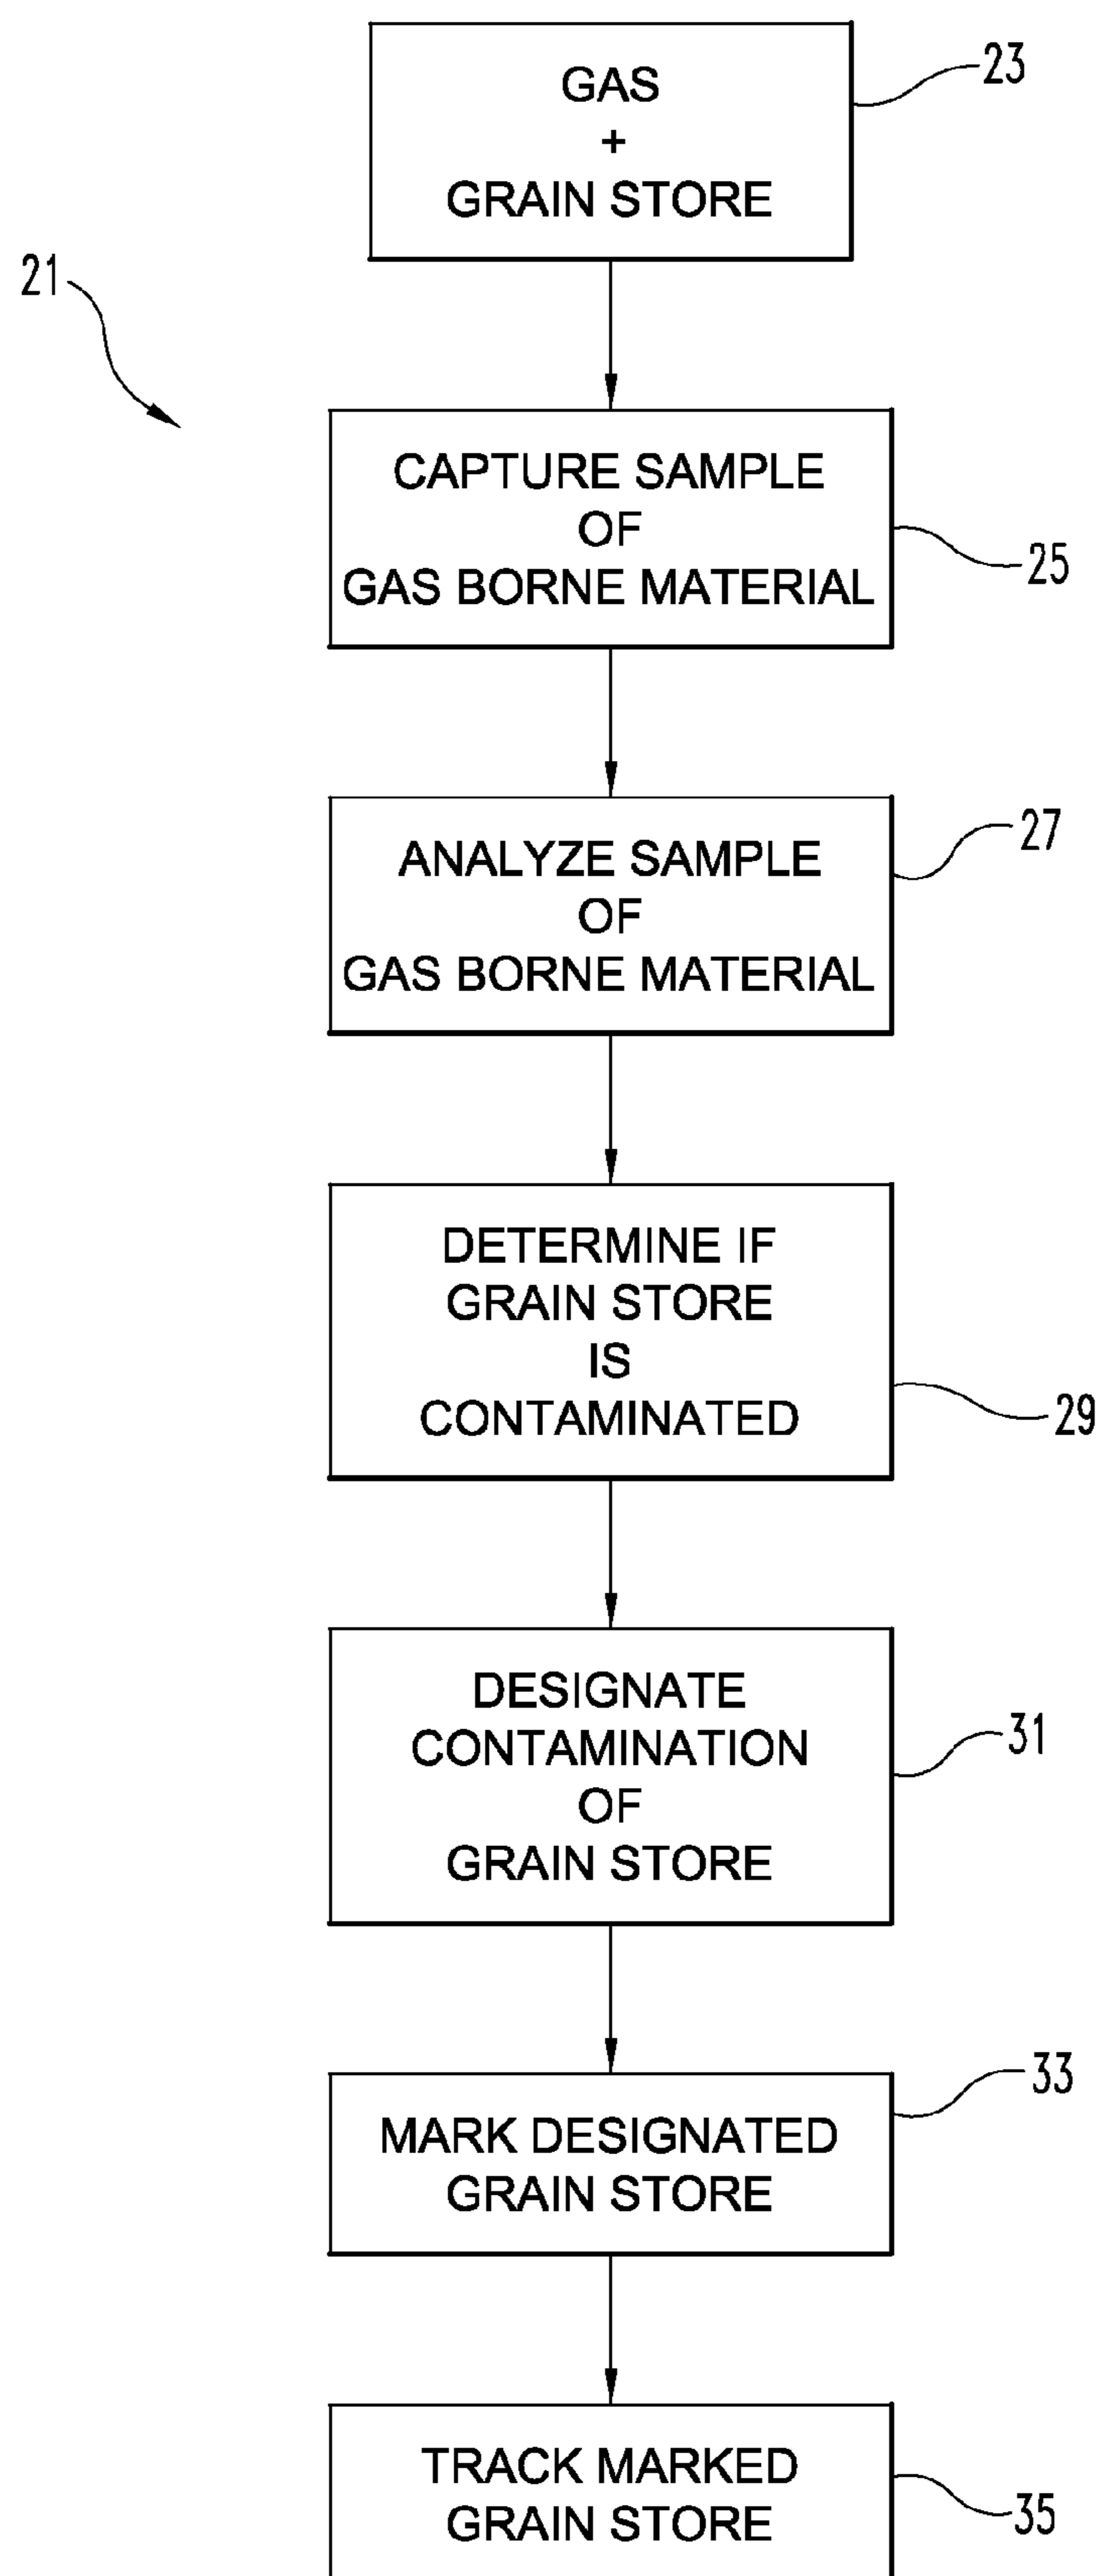 GAS
+
GRAIN STORE
23
21
CAPTURE SAMPLE
OF
GAS BORNE MATERIAL
25
ANALYZE SAMPLE
OF
GAS BORNE MATERIAL
27
DETERMINE IF
GRAIN STORE
IS
CONTAMINATED
29
DESIGNATE
CONTAMINATION
OF
GRAIN STORE
31
MARK DESIGNATED
GRAIN STORE
33
TRACK MARKED
GRAIN STORE
35